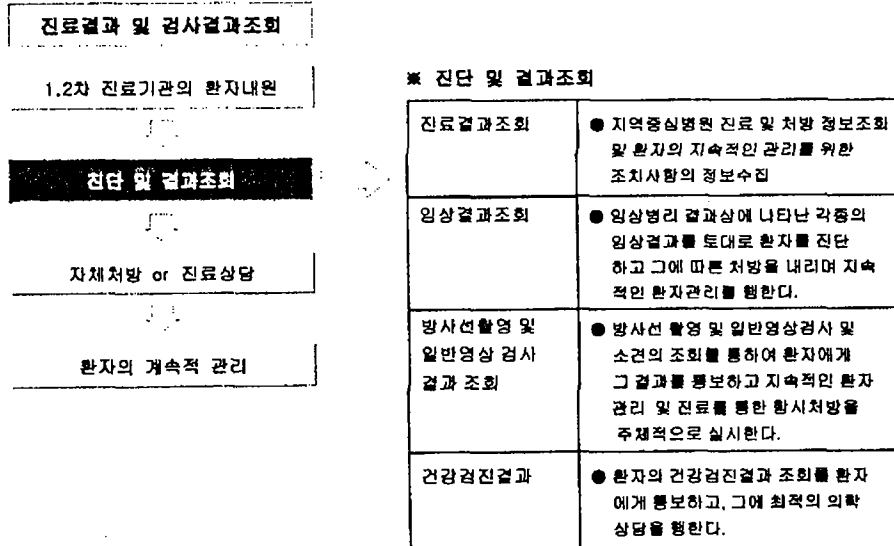 진료결과 및 검사결과조회
1.2차 진료기관의 환자내원
진단 및 결과조회
자체처방 or 진료상담
환자의 계속적 관리
※ 진단 및 결과조회
진료결과조회
● 지역중심병원 진료 및 처방 정보조회
및 환자의 지속적인 관리를 위한
조치사항의 정보수집
임상결과조회
● 임상병리 결과상에 나타난 각종의
임상결과를 토대로 환자를 진단
하고 그에 따른 처방을 내리며 지속
적인 환자관리를 행한다.
방사선촬영 및
일반영상 검사
결과 조회
● 방사선 촬영 및 일반영상검사 및
소견의 조회를 통하여 환자에게
그 결과를 통보하고 지속적인 환자
관리 및 진료를 통한 항시처방을
주체적으로 실시한다.
건강검진결과
● 환자의 건강검진결과 조회를 환자
에게 통보하고, 그에 최적의 의학
상담을 행한다.